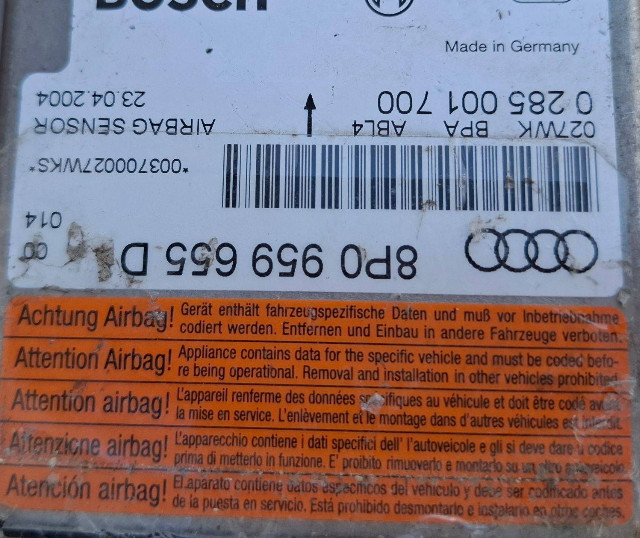 BOSCH
Made in Germany
0 285 001 700 23.04.2004
027WK BPA ABL4 AIRBAG SENSOR
*003700027WKS*
8P0 959 655 D 00 014
Achtung Airbag! Gerät enthält fahrzeugspezifische Daten und muß vor Inbetriebnahme
codiert werden. Entfernen und Einbau in andere Fahrzeuge verboten.
Attention Airbag! Appliance contains data for the specific vehicle and must be coded befo-
re being operational. Removal and installation in other vehicles prohibited.
Attention airbag! L'appareil renferme des données spécifiques au véhicule et doit être codé avant
la mise en service. L'enlèvement et le montage dans d'autres véhicules est interdit.
Attenzione airbag! L'apparecchio contiene i dati specifici dell' l'autoveicolo e gli si deve dare il codice
prima di metterlo in funzione. E' proibito rimuoverlo e montarlo su un altro autoveicolo.
Atención airbag! El aparato contiene datos específicos del vehículo y debe ser codificado antes
de la puesta en servicio. Está prohibido desmontarlo e instalarlo en otros coches.